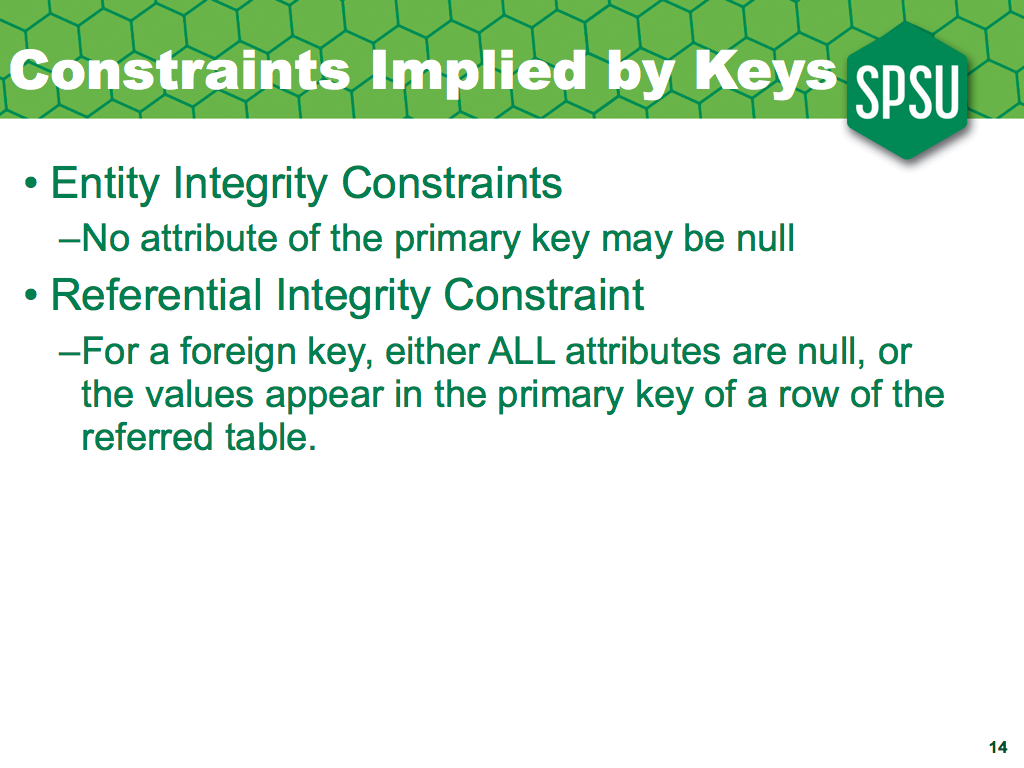 Constraints Implied by Keys
SPSU
• Entity Integrity Constraints
–No attribute of the primary key may be null
• Referential Integrity Constraint
–For a foreign key, either ALL attributes are null, or
the values appear in the primary key of a row of the
referred table.
14